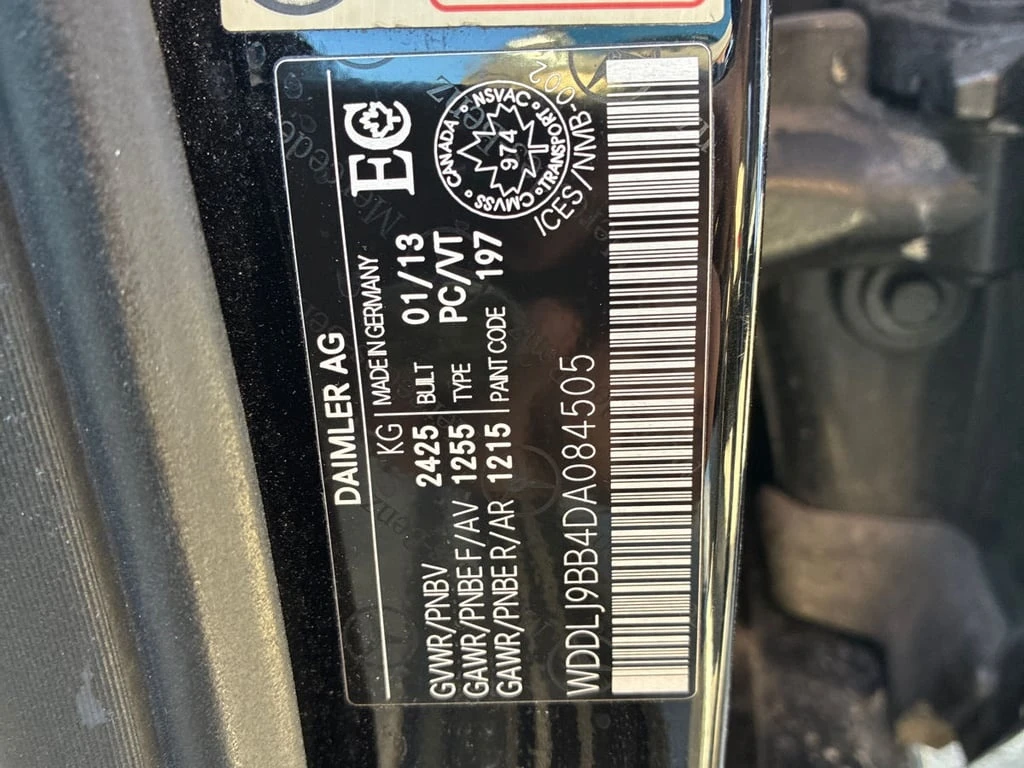 DAIMLER AG
KG MADE IN GERMANY
GVWR/PNBV 2425 BUILT 01/13
GAWR/PNBE F/AV 1255 TYPE PC/VT
GAWR/PNBE R/AR 1215 PAINT CODE 197
EC
CANADA • NSVAC • TRANSPORT • CMVSS •
974
ICES/NMB-002
WDDLJ9BB4DA084505